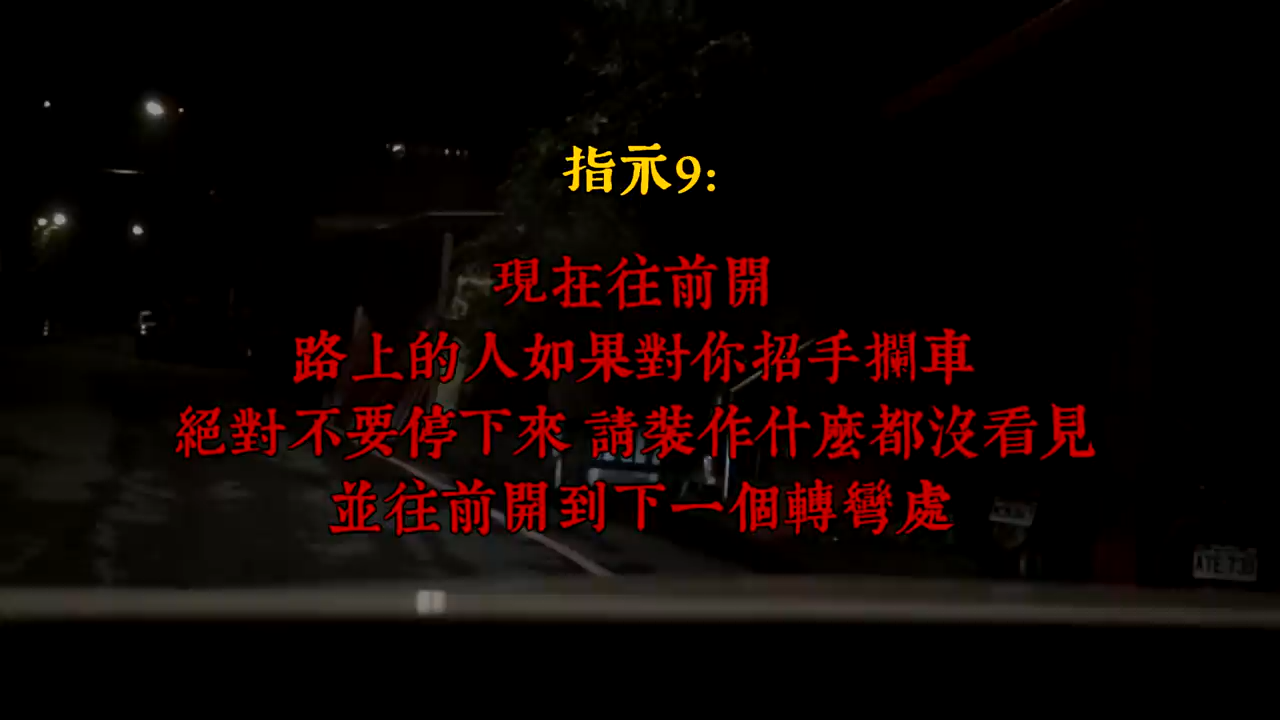 指示9:
現在往前開
路上的人如果對你招手攔車
絕對不要停下來 請裝作什麼都沒看見
並往前開到下一個轉彎處